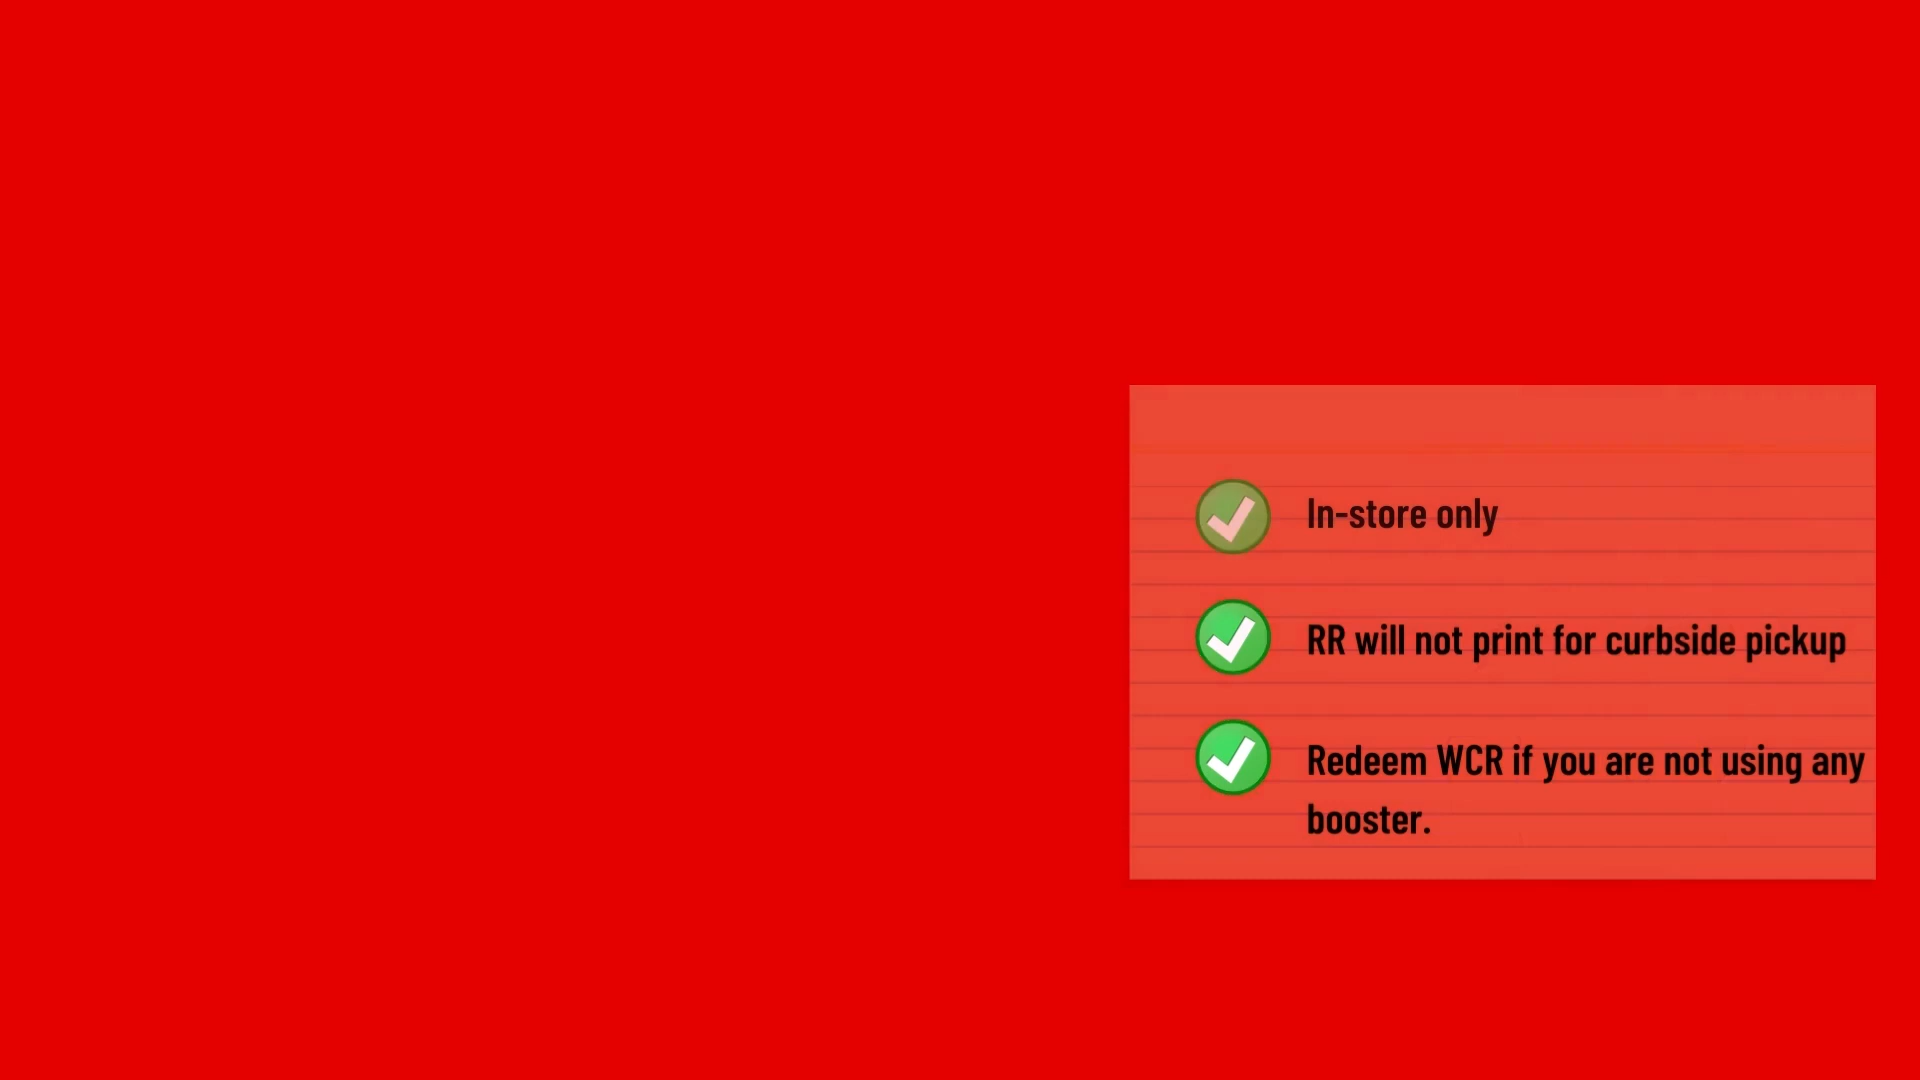 In-store only
RR will not print for curbside pickup
Redeem WCR if you are not using any
booster.